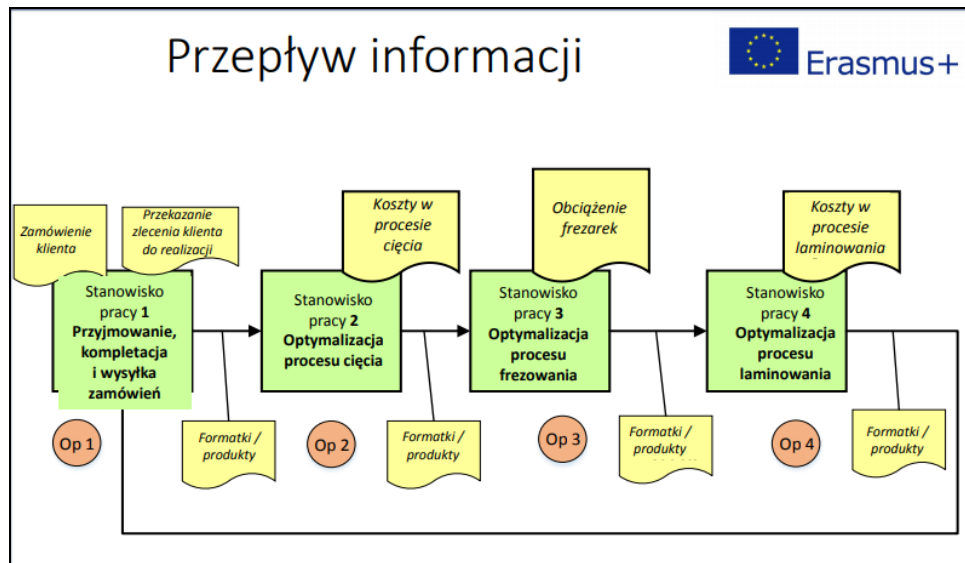 Przepływ informacji
Erasmus+
Zamówienie
klienta
Przekazanie
zlecenia klienta
do realizacji
Koszty w
procesie
cięcia
Obciążenie
frezarek
Koszty w
procesie
laminowania
Stanowisko
pracy 1
Przyjmowanie,
kompletacja
i wysyłka
zamówień
Stanowisko
pracy 2
Optymalizacja
procesu cięcia
Stanowisko
pracy 3
Optymalizacja
procesu
frezowania
Stanowisko
pracy 4
Optymalizacja
procesu
laminowania
Op 1
Formatki /
produkty
Op 2
Formatki /
produkty
Op 3
Formatki /
produkty
Op 4
Formatki /
produkty